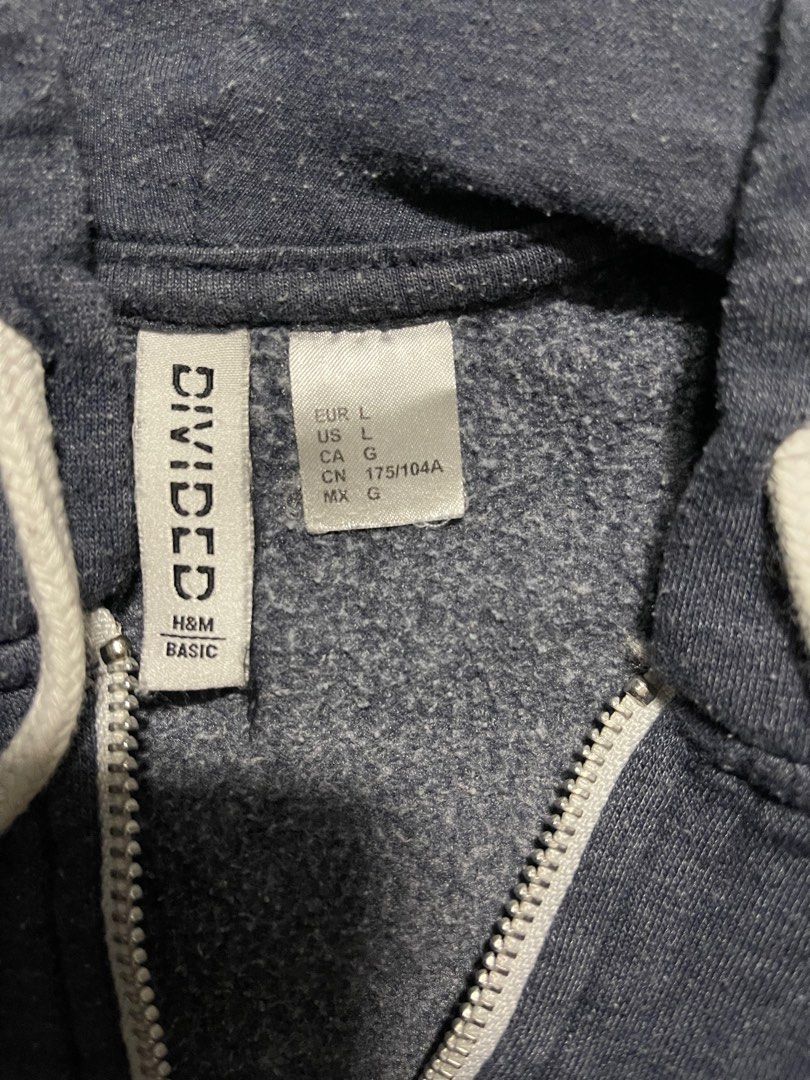 DIVIDED
H&M
BASIC
EUR L
US L
CA G
CN 175/104A
MX G